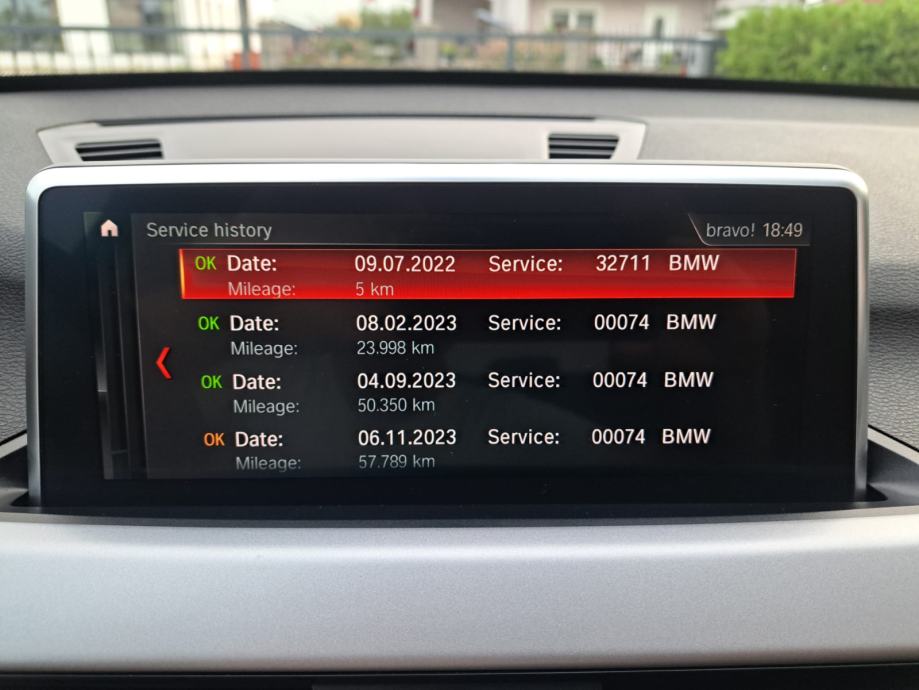 Service history bravo! 18:49
OK Date: 09.07.2022 Service: 32711 BMW
Mileage: 5 km
OK Date: 08.02.2023 Service: 00074 BMW
Mileage: 23.998 km
OK Date: 04.09.2023 Service: 00074 BMW
Mileage: 50.350 km
OK Date: 06.11.2023 Service: 00074 BMW
Mileage: 57.789 km